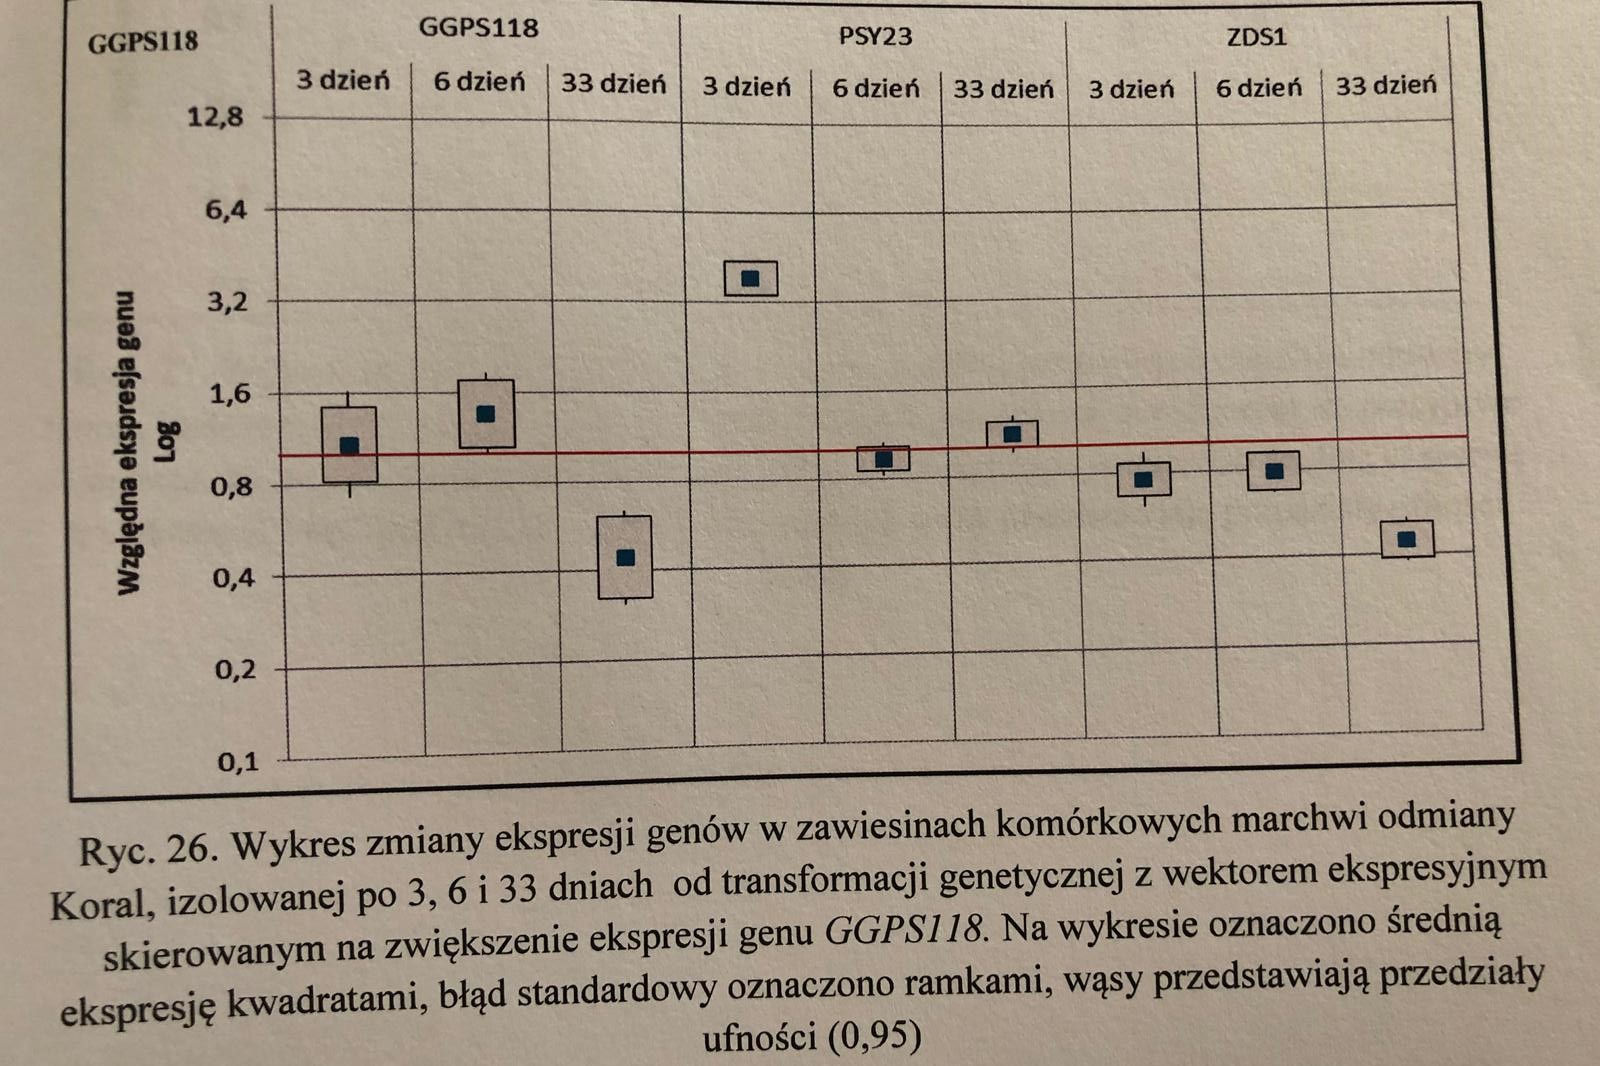 GGPS118
GGPS118 PSY23 ZDS1
3 dzień 6 dzień 33 dzień 3 dzień 6 dzień 33 dzień 3 dzień 6 dzień 33 dzień
12,8
6,4
3,2
1,6
0,8
0,4
0,2
0,1
Względna ekspresja genu
Log
Ryc. 26. Wykres zmiany ekspresji genów w zawiesinach komórkowych marchwi odmiany
Koral, izolowanej po 3, 6 i 33 dniach od transformacji genetycznej z wektorem ekspresyjnym
skierowanym na zwiększenie ekspresji genu GGPS118. Na wykresie oznaczono średnią
ekspresję kwadratami, błąd standardowy oznaczono ramkami, wąsy przedstawiają przedziały
ufności (0,95)